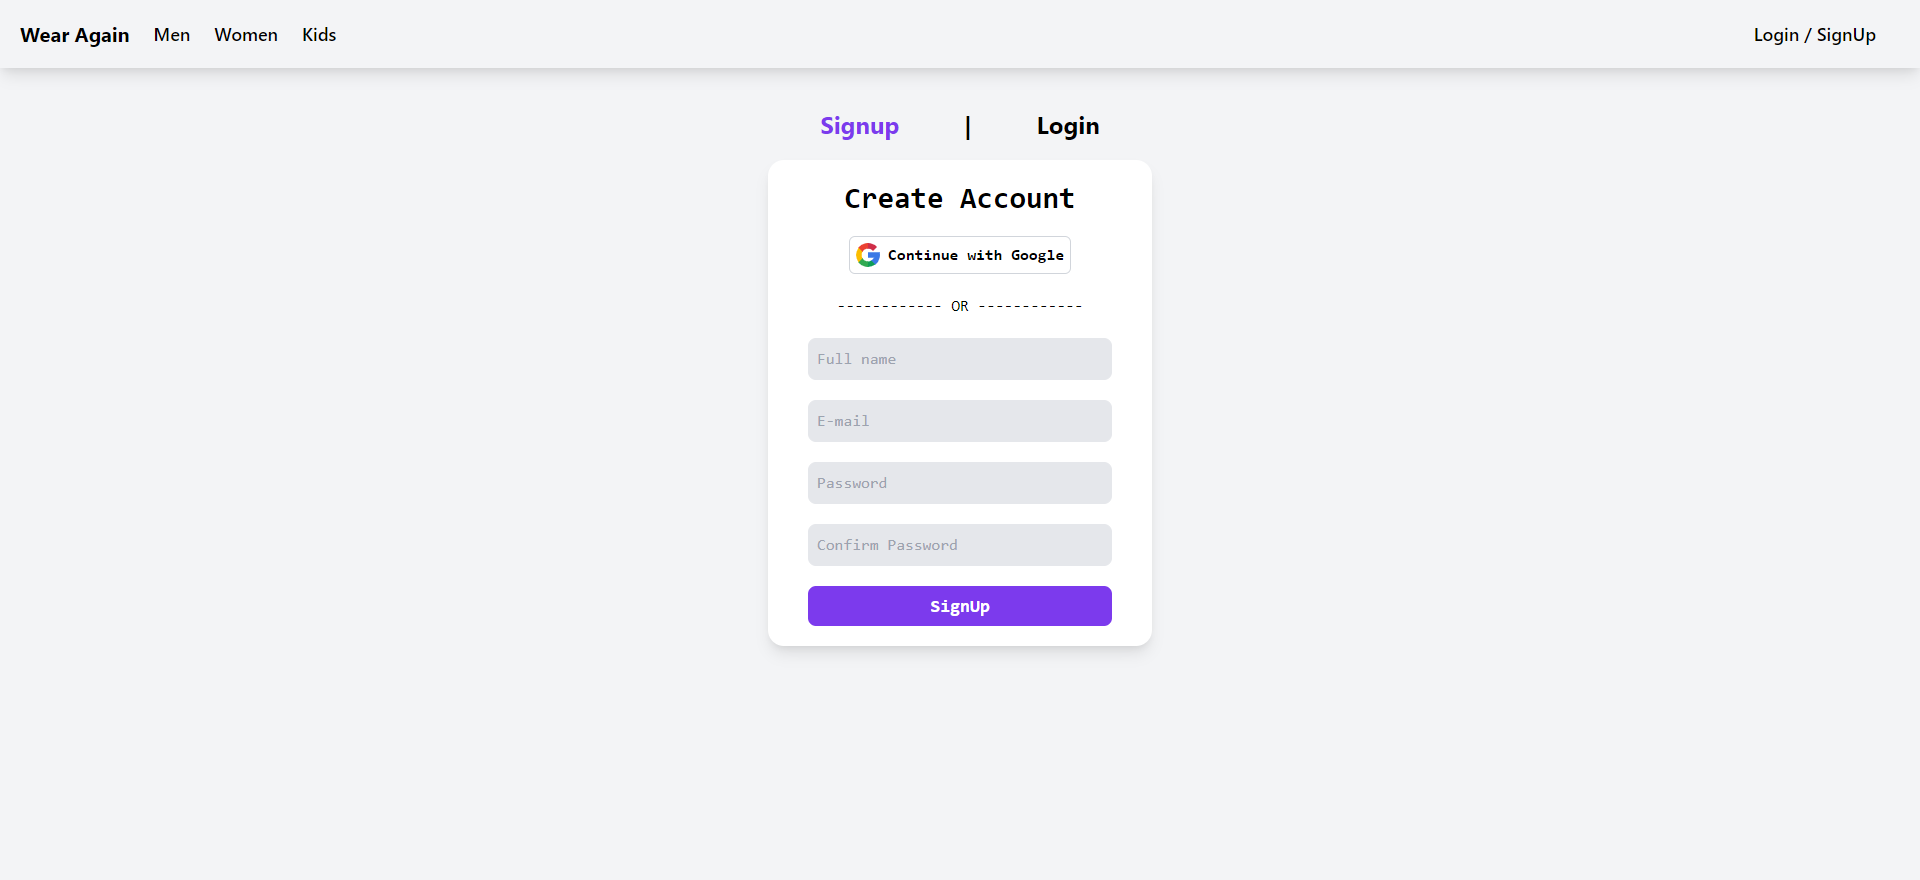 Wear Again Men Women Kids Login / SignUp
Signup | Login
Create Account
Continue with Google
------------ OR ------------
Full name
E-mail
Password
Confirm Password
SignUp